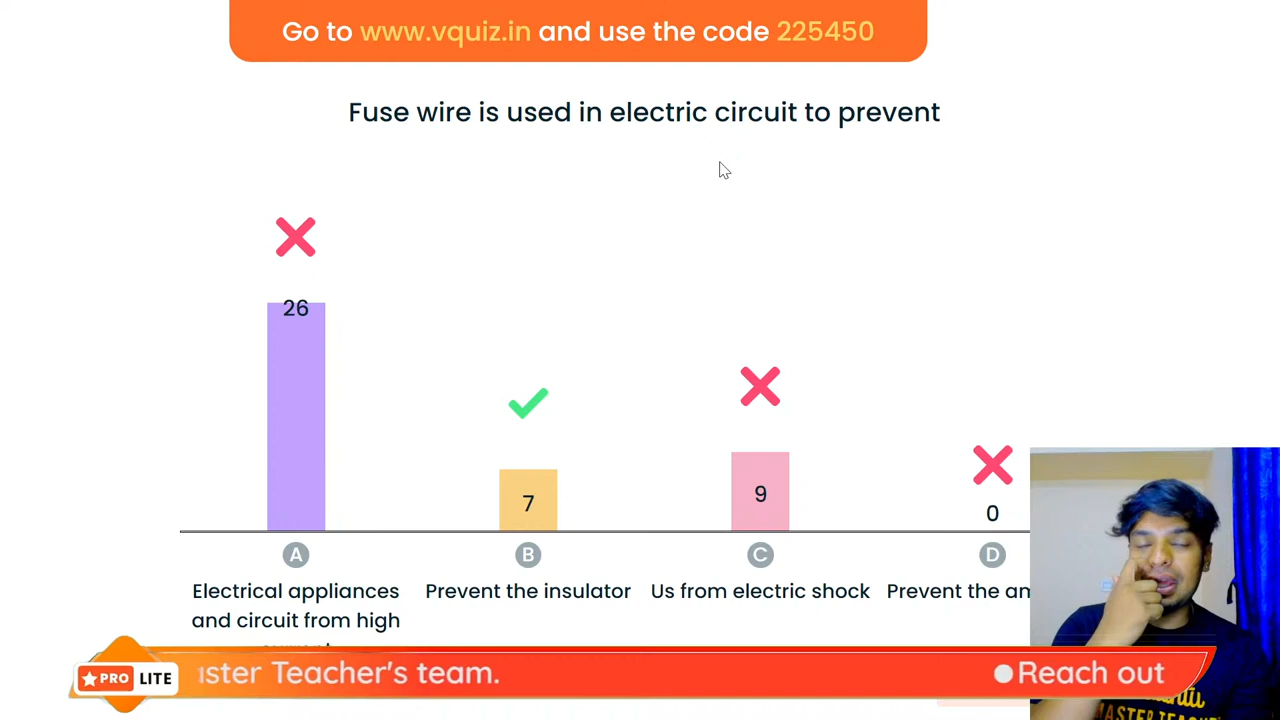 Go to www.vquiz.in and use the code 225450
Fuse wire is used in electric circuit to prevent
26
7
9
0
A
B
C
D
Electrical appliances
and circuit from high
Prevent the insulator
Us from electric shock
Prevent the
PRO LITE
Teacher's team.
Reach out
MASTER